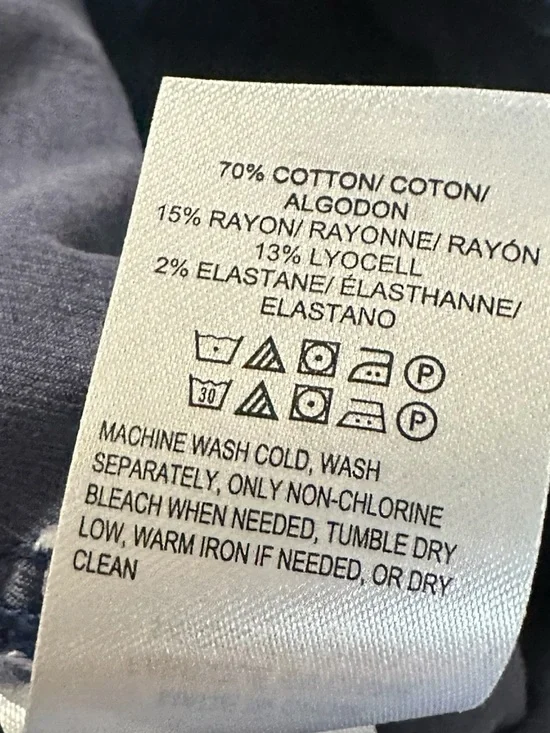 70% COTTON/ COTON/
ALGODON
15% RAYON/ RAYONNE/ RAYÓN
13% LYOCELL
2% ELASTANE/ ÉLASTHANNE/
ELASTANO
P
30 P
MACHINE WASH COLD, WASH
SEPARATELY, ONLY NON-CHLORINE
BLEACH WHEN NEEDED, TUMBLE DRY
LOW, WARM IRON IF NEEDED, OR DRY
CLEAN